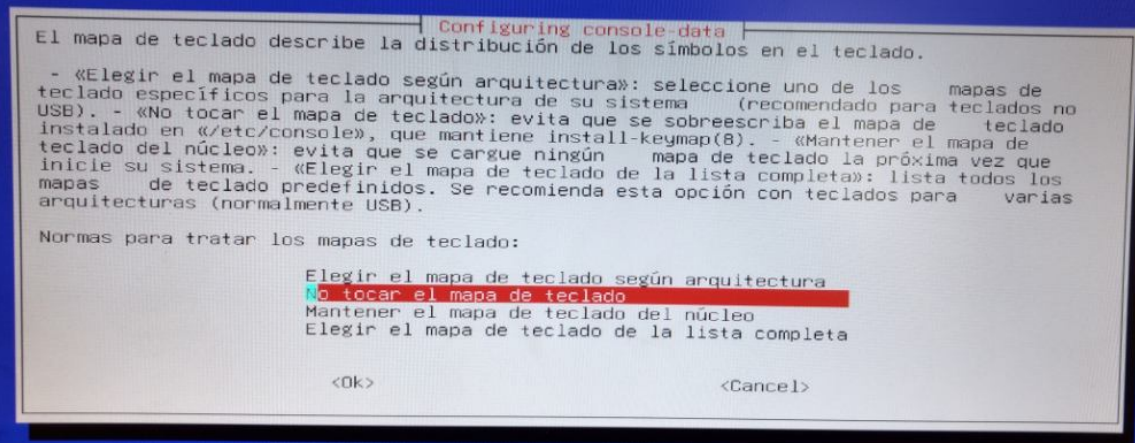 Configuring console-data
El mapa de teclado describe la distribución de los símbolos en el teclado.
- «Elegir el mapa de teclado según arquitectura»: seleccione uno de los mapas de
teclado específicos para la arquitectura de su sistema (recomendado para teclados no
USB). - «No tocar el mapa de teclado»: evita que se sobreescriba el mapa de teclado
instalado en «/etc/console», que mantiene install-keymap(8). - «Mantener el mapa de
teclado del núcleo»: evita que se cargue ningún mapa de teclado la próxima vez que
inicie su sistema. - «Elegir el mapa de teclado de la lista completa»: lista todos los
mapas de teclado predefinidos. Se recomienda esta opción con teclados para varias
arquitecturas (normalmente USB).
Normas para tratar los mapas de teclado:
Elegir el mapa de teclado según arquitectura
No tocar el mapa de teclado
Mantener el mapa de teclado del núcleo
Elegir el mapa de teclado de la lista completa
<Ok> <Cancel>